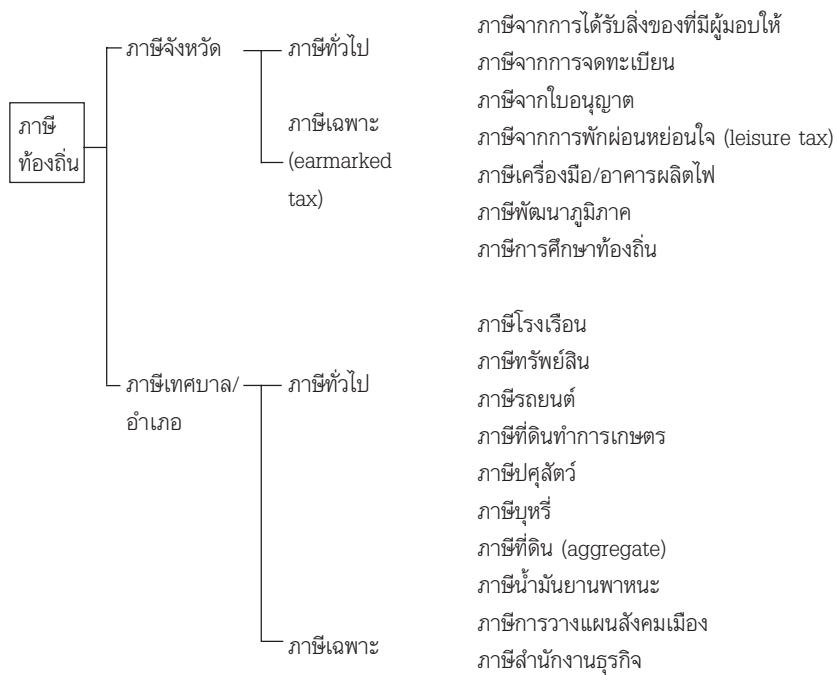 ภาษี
ท้องถิ่น
ภาษีจังหวัด
ภาษีทั่วไป
ภาษีเฉพาะ
(earmarked
tax)
ภาษีจากการได้รับสิ่งของที่มีผู้มอบให้
ภาษีจากการจดทะเบียน
ภาษีจากใบอนุญาต
ภาษีจากการพักผ่อนหย่อนใจ (leisure tax)
ภาษีเครื่องมือ/อาคารผลิตไฟ
ภาษีพัฒนาภูมิภาค
ภาษีการศึกษาท้องถิ่น
ภาษีเทศบาล/
อำเภอ
ภาษีทั่วไป
ภาษีเฉพาะ
ภาษีโรงเรือน
ภาษีทรัพย์สิน
ภาษีรถยนต์
ภาษีที่ดินทำการเกษตร
ภาษีปศุสัตว์
ภาษีบุหรี่
ภาษีที่ดิน (aggregate)
ภาษีน้ำมันยานพาหนะ
ภาษีการวางแผนสังคมเมือง
ภาษีสำนักงานธุรกิจ